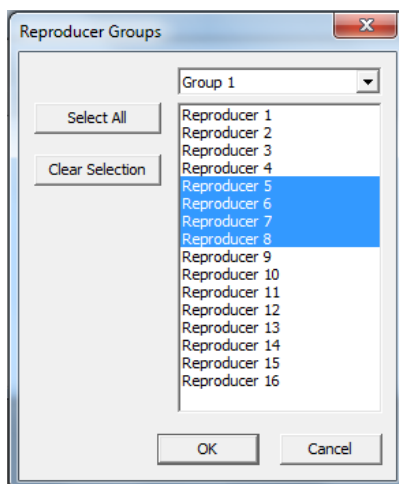 Reproducer Groups
Group 1
Select All
Clear Selection
Reproducer 1
Reproducer 2
Reproducer 3
Reproducer 4
Reproducer 5
Reproducer 6
Reproducer 7
Reproducer 8
Reproducer 9
Reproducer 10
Reproducer 11
Reproducer 12
Reproducer 13
Reproducer 14
Reproducer 15
Reproducer 16
OK
Cancel